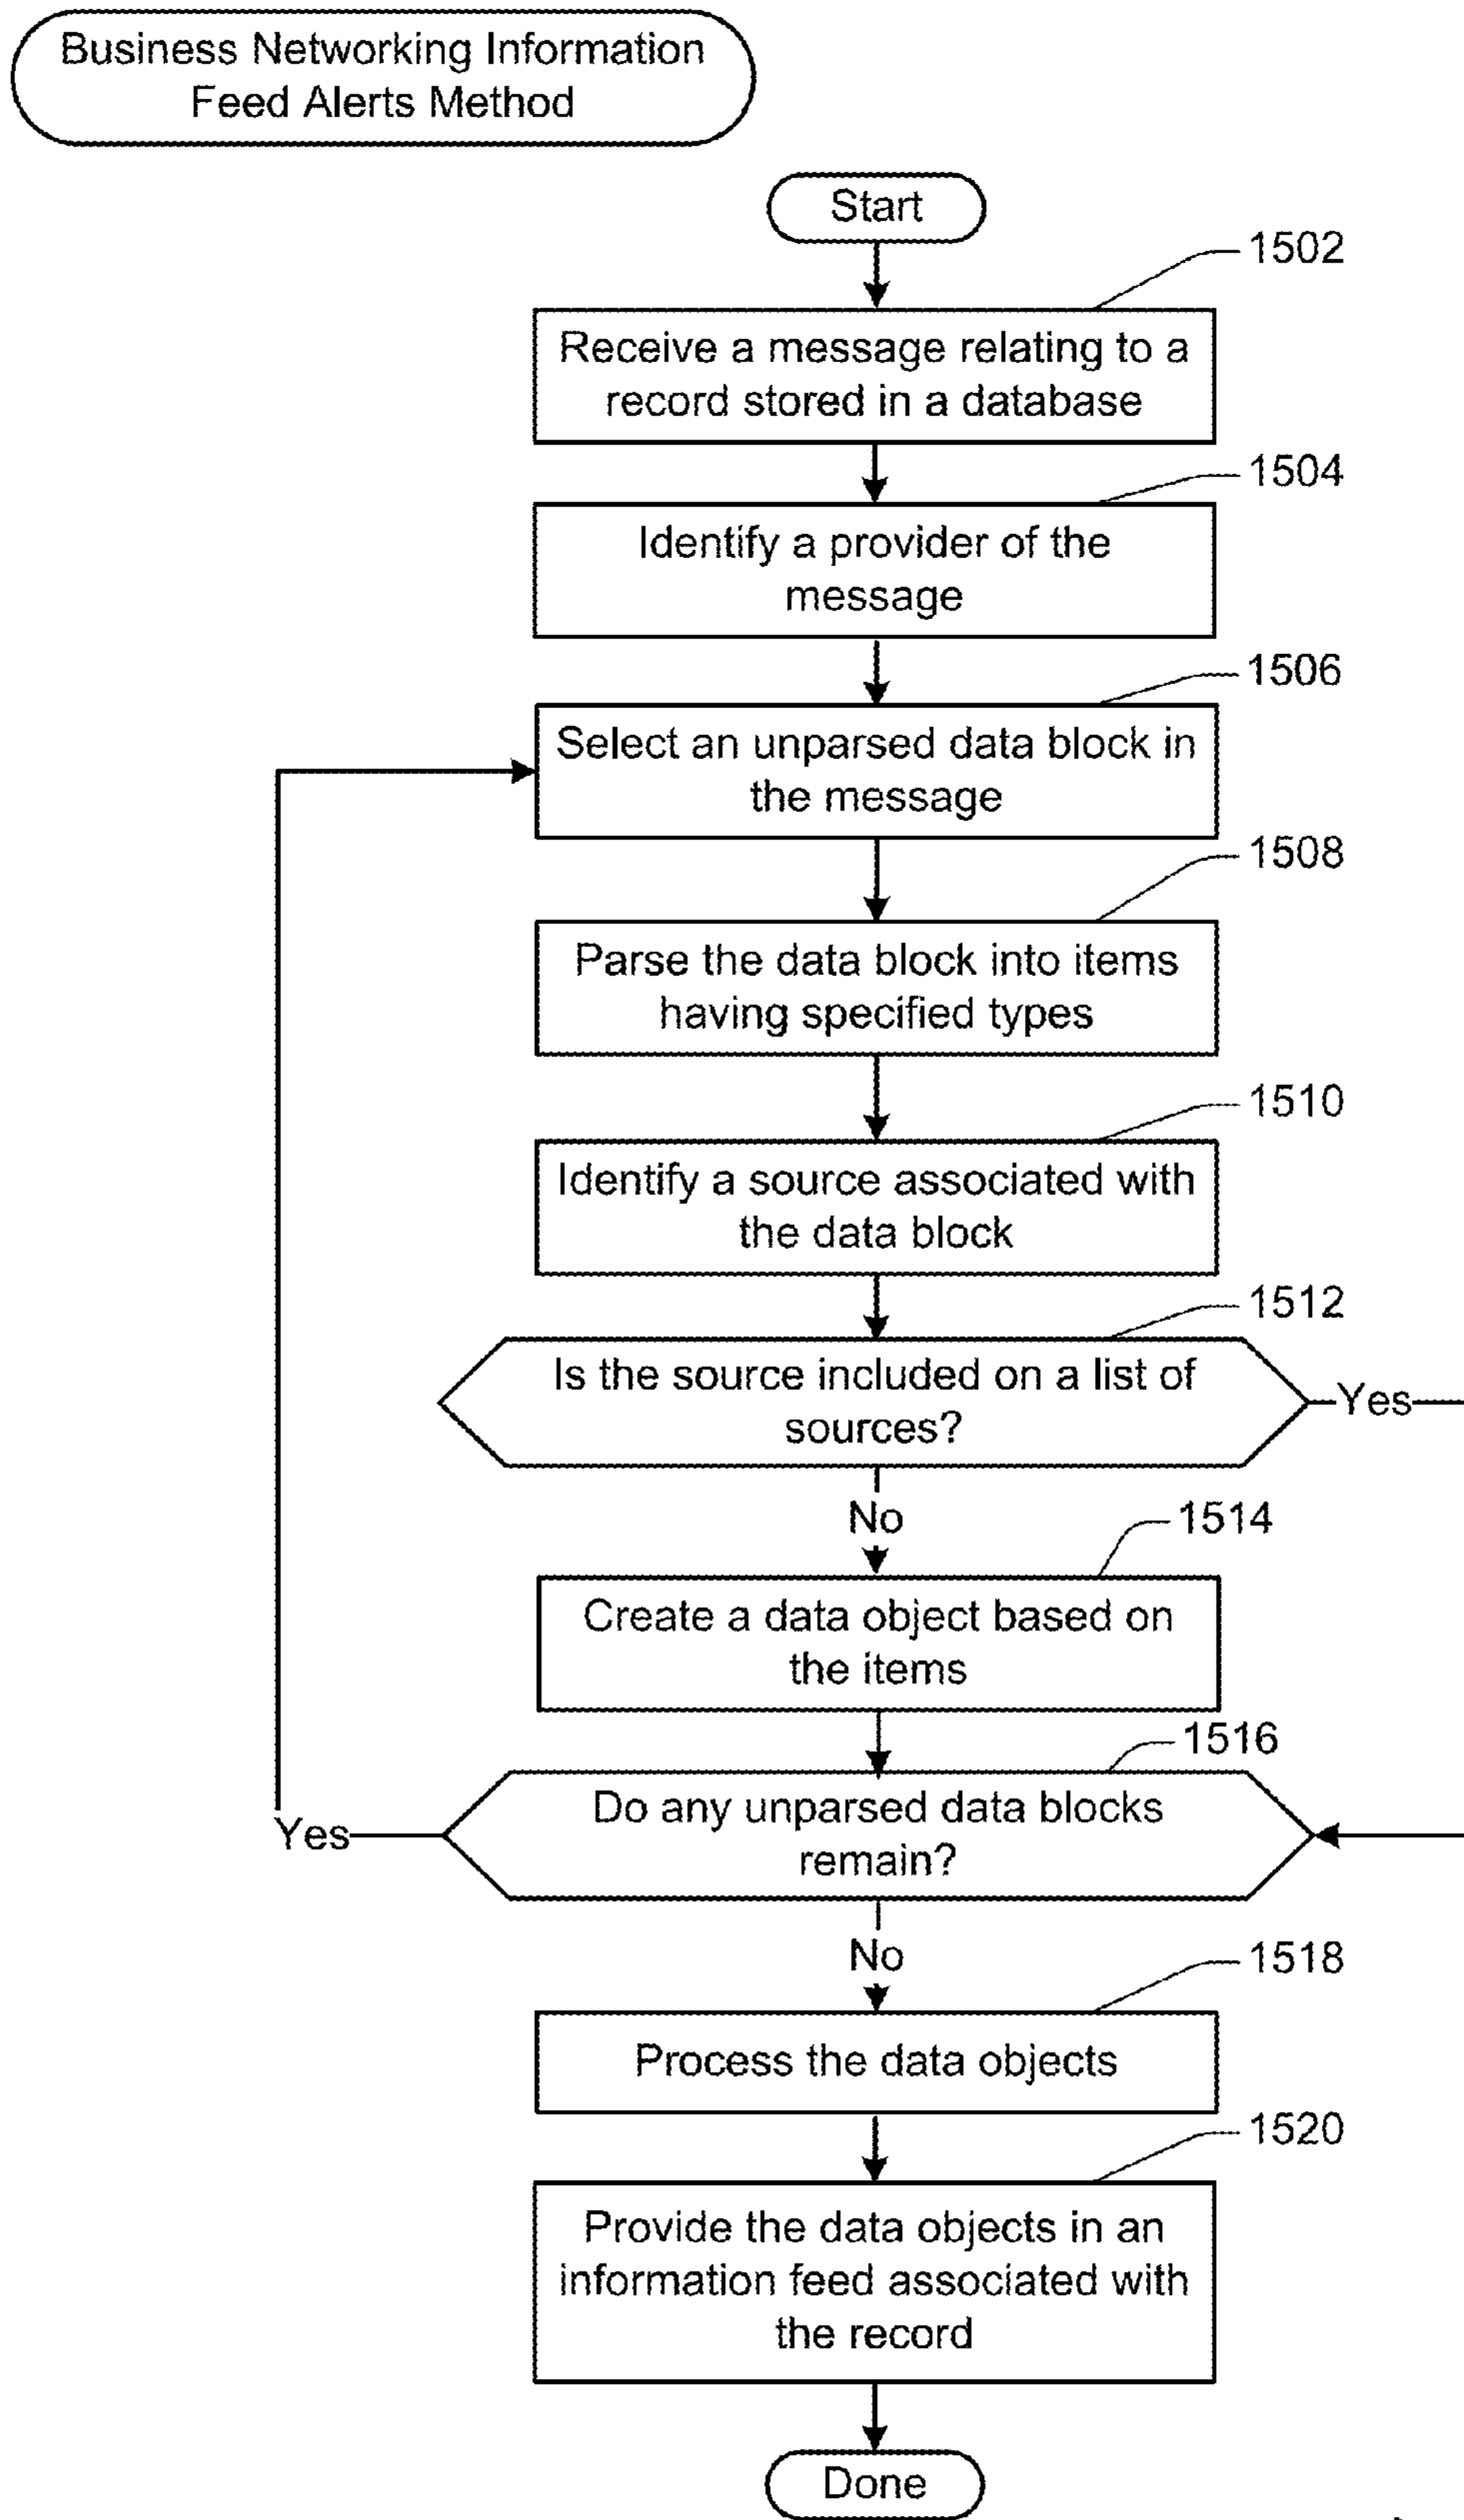 Business Networking Information
Feed Alerts Method
Start
1502
Receive a message relating to a
record stored in a database
1504
Identify a provider of the
message
1506
Select an unparsed data block in
the message
1508
Parse the data block into items
having specified types
1510
Identify a source associated with
the data block
1512
Is the source included on a list of
sources?
Yes
No
1514
Create a data object based on
the items
1516
Do any unparsed data blocks
remain?
Yes
No
1518
Process the data objects
1520
Provide the data objects in an
information feed associated with
the record
Done